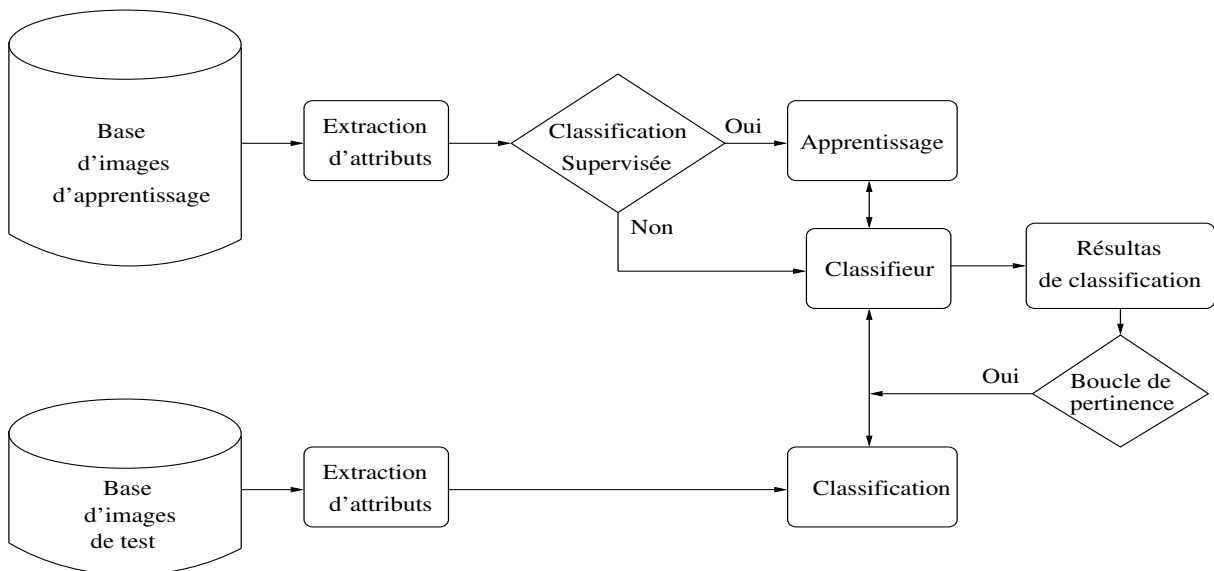 Base
d'images
d'apprentissage
Extraction
d'attributs
Classification
Supervisée
Oui
Apprentissage
Non
Classifieur
Résultas
de classification
Boucle de
pertinence
Oui
Base
d'images
de test
Extraction
d'attributs
Classification